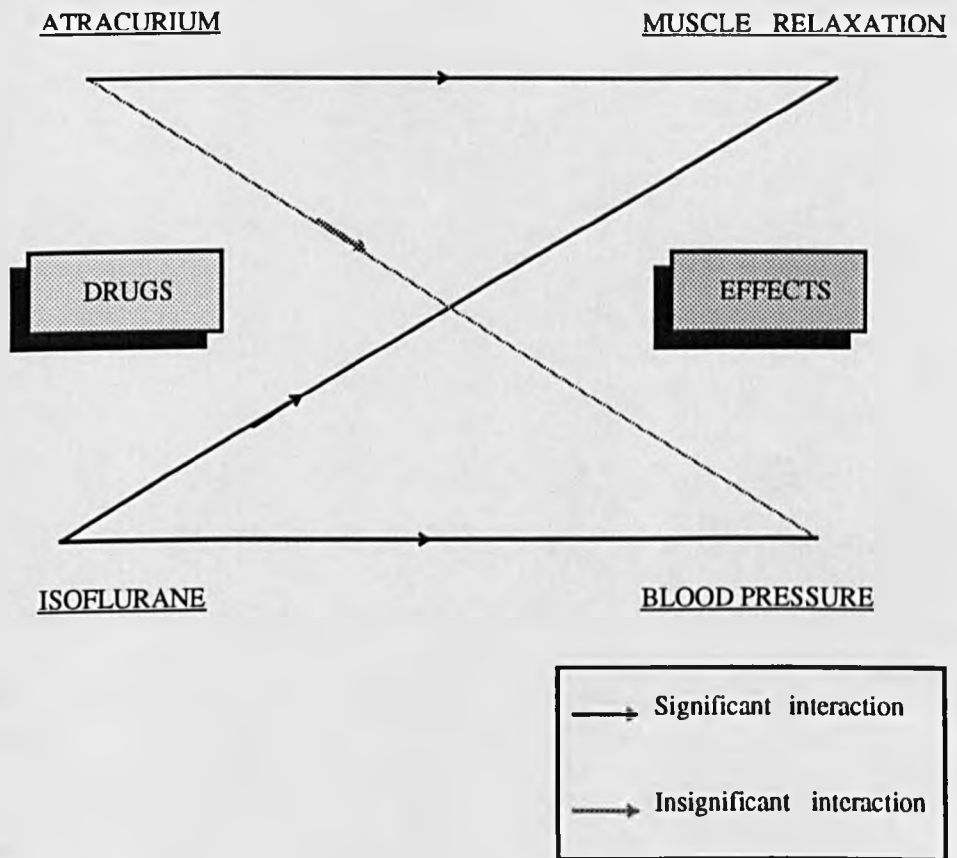 ATRACURIUM
MUSCLE RELAXATION
DRUGS
EFFECTS
ISOFLURANE
BLOOD PRESSURE
Significant interaction
Insignificant interaction